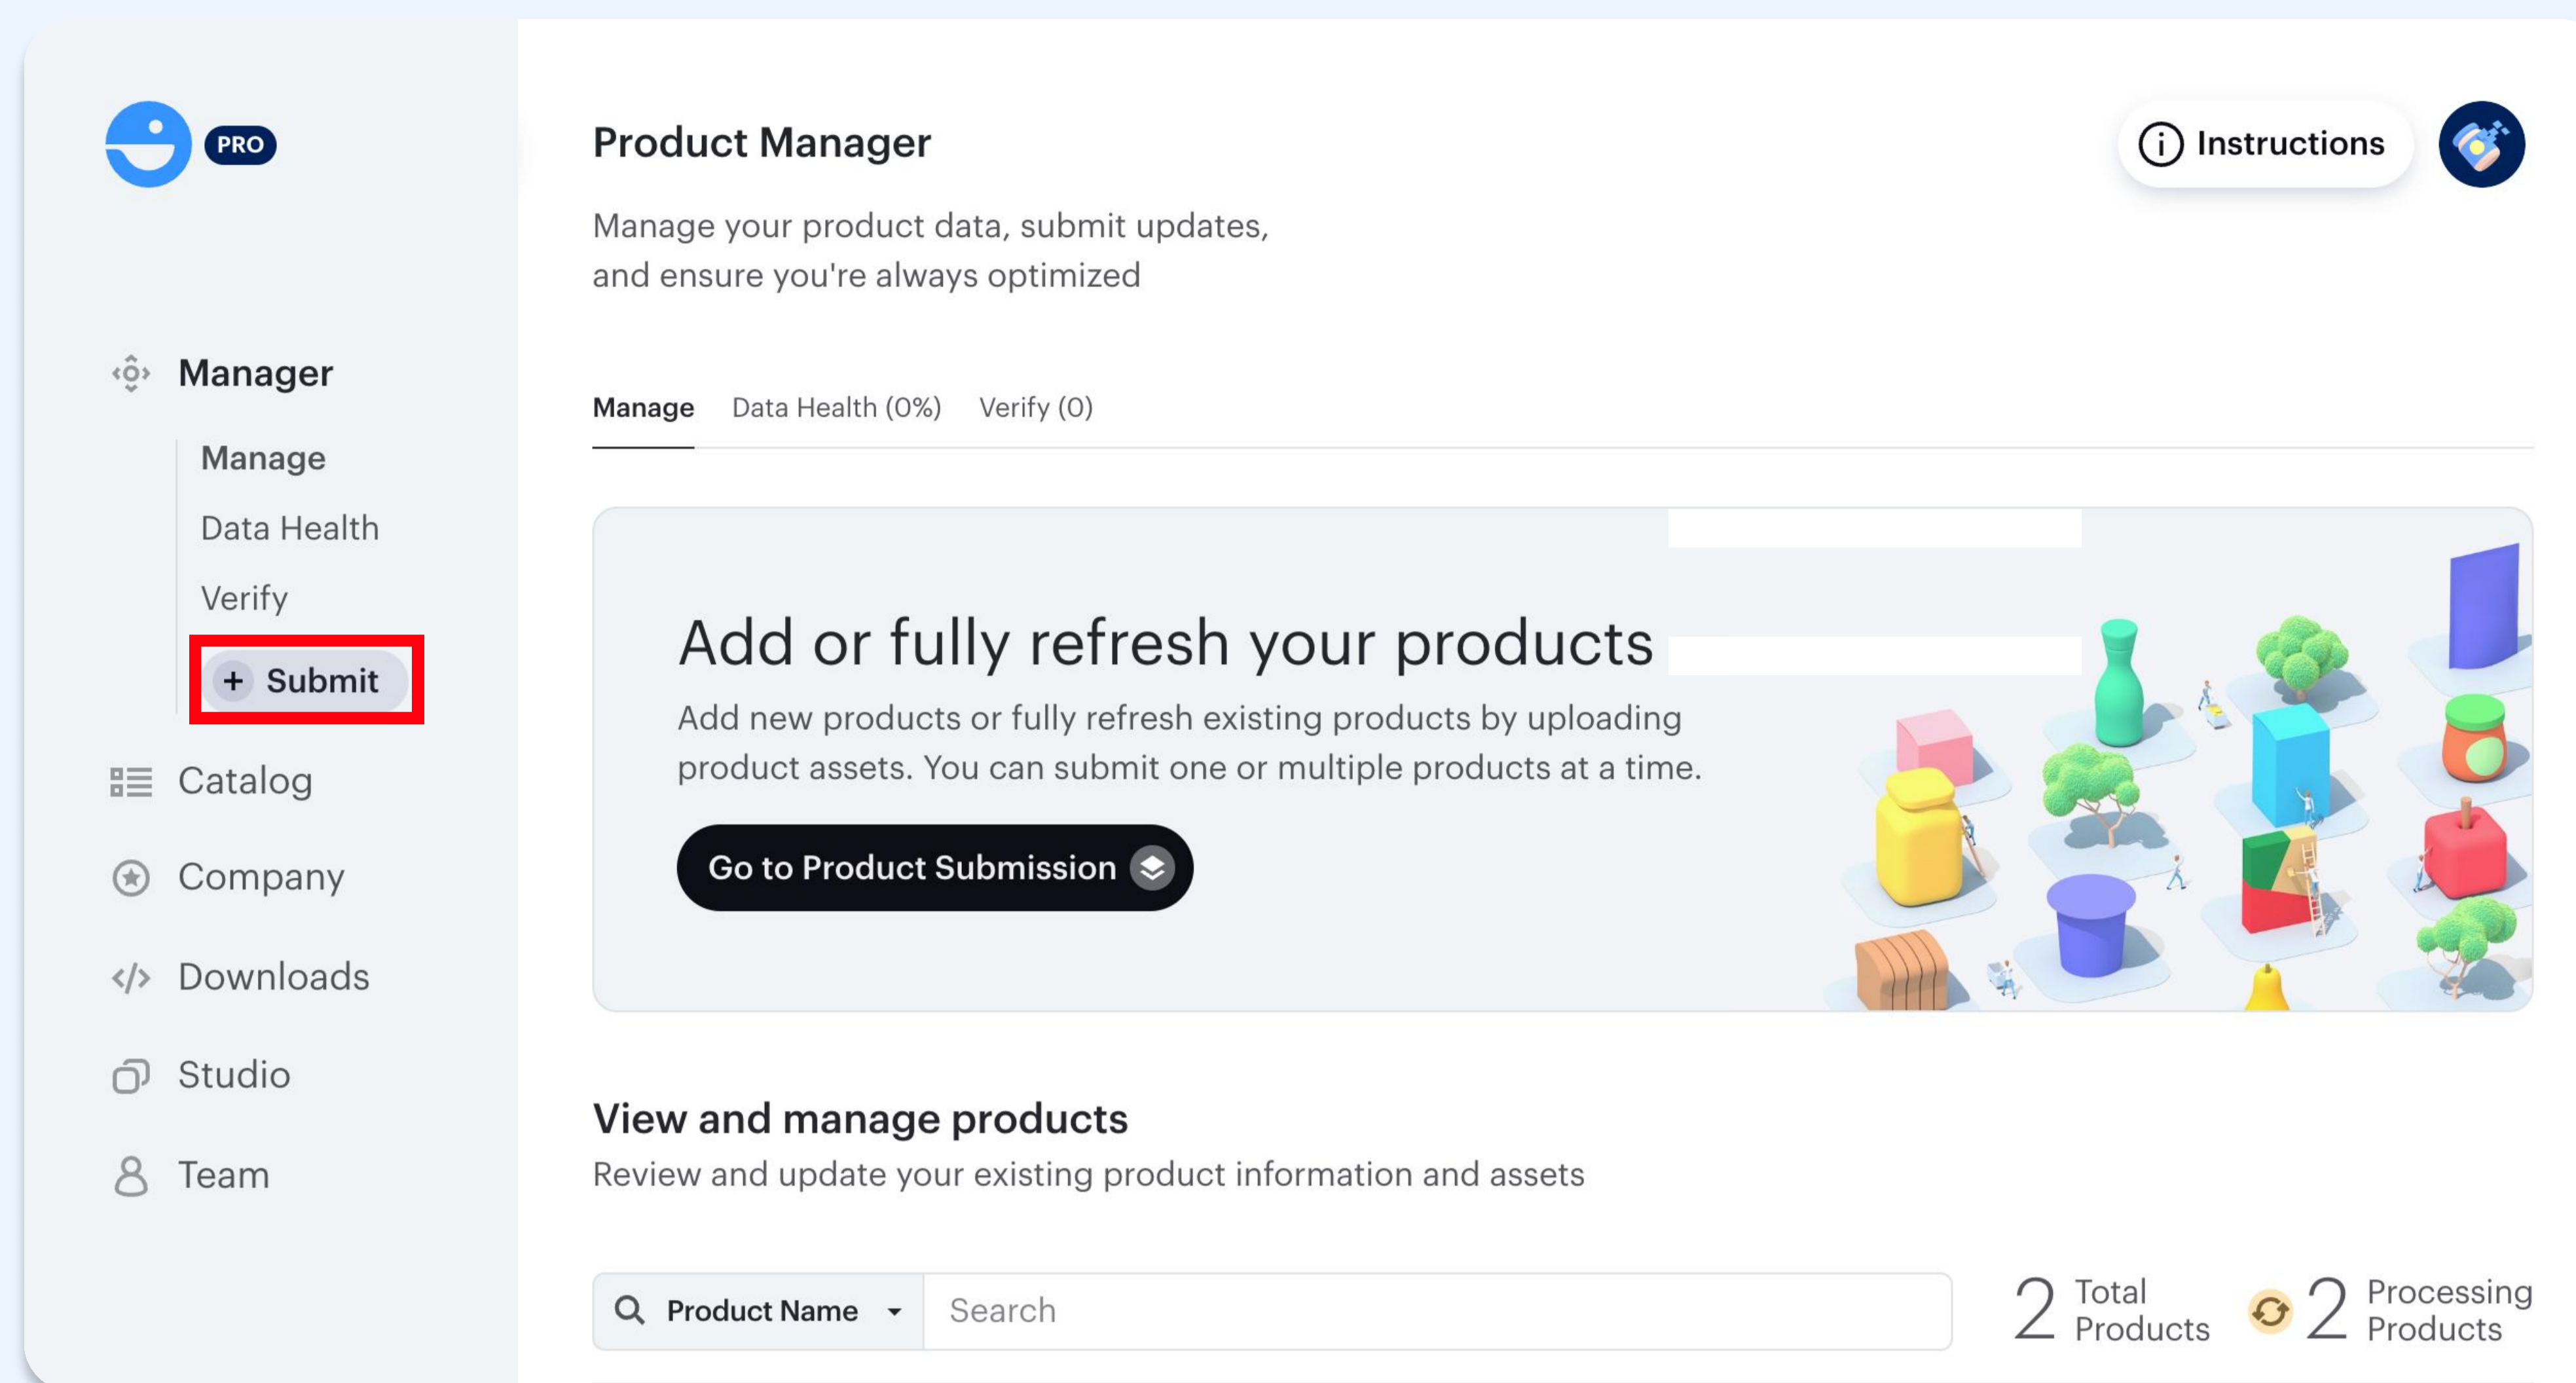 PRO
Manager
Manage
Data Health
Verify
+ Submit
Catalog
Company
Downloads
Studio
Team
Product Manager
Instructions
Manage your product data, submit updates,
and ensure you're always optimized
Manage Data Health (0%) Verify (0)
Add or fully refresh your products
Add new products or fully refresh existing products by uploading
product assets. You can submit one or multiple products at a time.
Go to Product Submission
View and manage products
Review and update your existing product information and assets
Product Name Search
2 Total Products
2 Processing Products